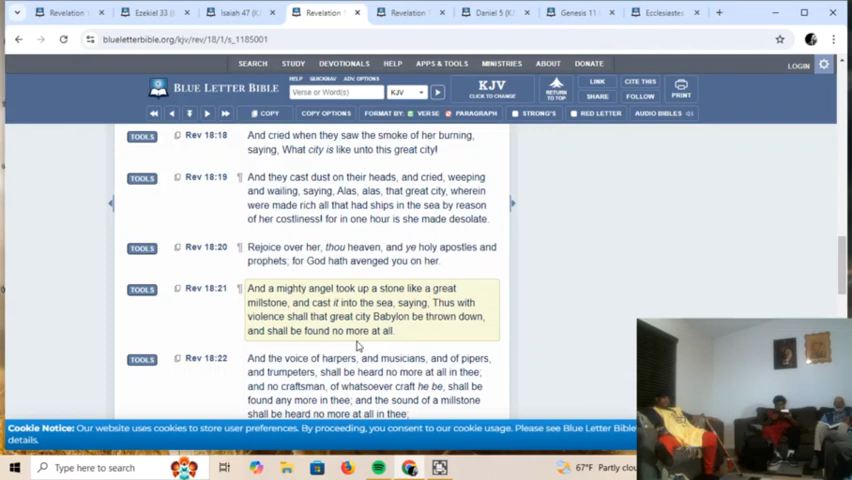 Revelation 1
Ezekiel 33 (
Isaiah 47 (K
Revelation 1
Revelation 1
Daniel 5 (KJ
Genesis 11 (
Ecclesiastes
blueletterbible.org/kjv/rev/18/1/s_1185001
SEARCH STUDY DEVOTIONALS HELP APPS & TOOLS MINISTRIES ABOUT DONATE
LOGIN
BLUE LETTER BIBLE
HELP QUICKNAV ADV. OPTIONS
Verse or Word(s)
KJV
KJV
CLICK TO CHANGE
RETURN
TO TOP
LINK
SHARE
CITE THIS
FOLLOW
PRINT
COPY COPY OPTIONS FORMAT BY: VERSE PARAGRAPH STRONG'S RED LETTER AUDIO BIBLES
TOOLS Rev 18:18 And cried when they saw the smoke of her burning,
saying, What city is like unto this great city!
TOOLS Rev 18:19 ¶ And they cast dust on their heads, and cried, weeping
and wailing, saying, Alas, alas, that great city, wherein
were made rich all that had ships in the sea by reason
of her costliness! for in one hour is she made desolate.
TOOLS Rev 18:20 ¶ Rejoice over her, thou heaven, and ye holy apostles and
prophets; for God hath avenged you on her.
TOOLS Rev 18:21 ¶ And a mighty angel took up a stone like a great
millstone, and cast it into the sea, saying, Thus with
violence shall that great city Babylon be thrown down,
and shall be found no more at all.
TOOLS Rev 18:22 And the voice of harpers, and musicians, and of pipers,
and trumpeters, shall be heard no more at all in thee;
and no craftsman, of whatsoever craft he be, shall be
found any more in thee; and the sound of a millstone
shall be heard no more at all in thee;
Cookie Notice: Our website uses cookies to store user preferences. By proceeding, you consent to our cookie usage. Please see Blue Letter Bible
details.
Type here to search
67°F Partly clou